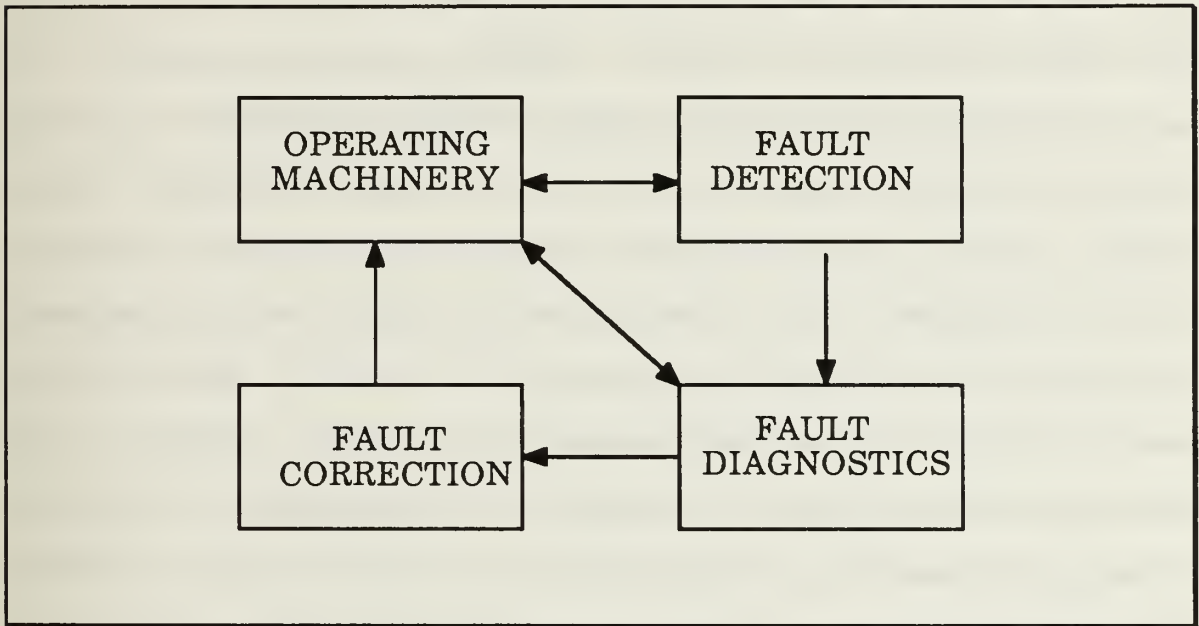 OPERATING
MACHINERY
FAULT
DETECTION
FAULT
CORRECTION
FAULT
DIAGNOSTICS